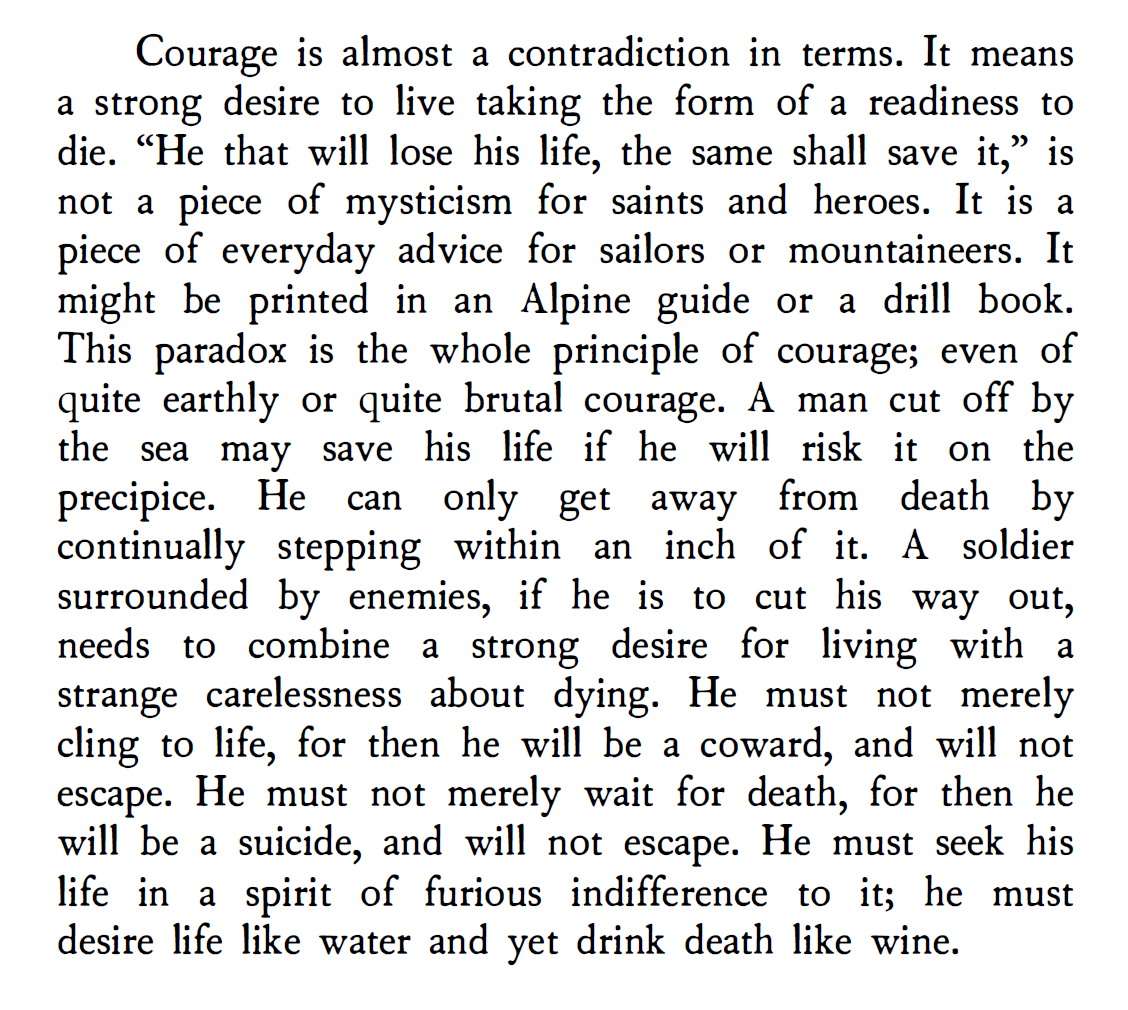 Courage is almost a contradiction in terms. It means
a strong desire to live taking the form of a readiness to
die. “He that will lose his life, the same shall save it,” is
not a piece of mysticism for saints and heroes. It is a
piece of everyday advice for sailors or mountaineers. It
might be printed in an Alpine guide or a drill book.
This paradox is the whole principle of courage; even of
quite earthly or quite brutal courage. A man cut off by
the sea may save his life if he will risk it on the
precipice. He can only get away from death by
continually stepping within an inch of it. A soldier
surrounded by enemies, if he is to cut his way out,
needs to combine a strong desire for living with a
strange carelessness about dying. He must not merely
cling to life, for then he will be a coward, and will not
escape. He must not merely wait for death, for then he
will be a suicide, and will not escape. He must seek his
life in a spirit of furious indifference to it; he must
desire life like water and yet drink death like wine.